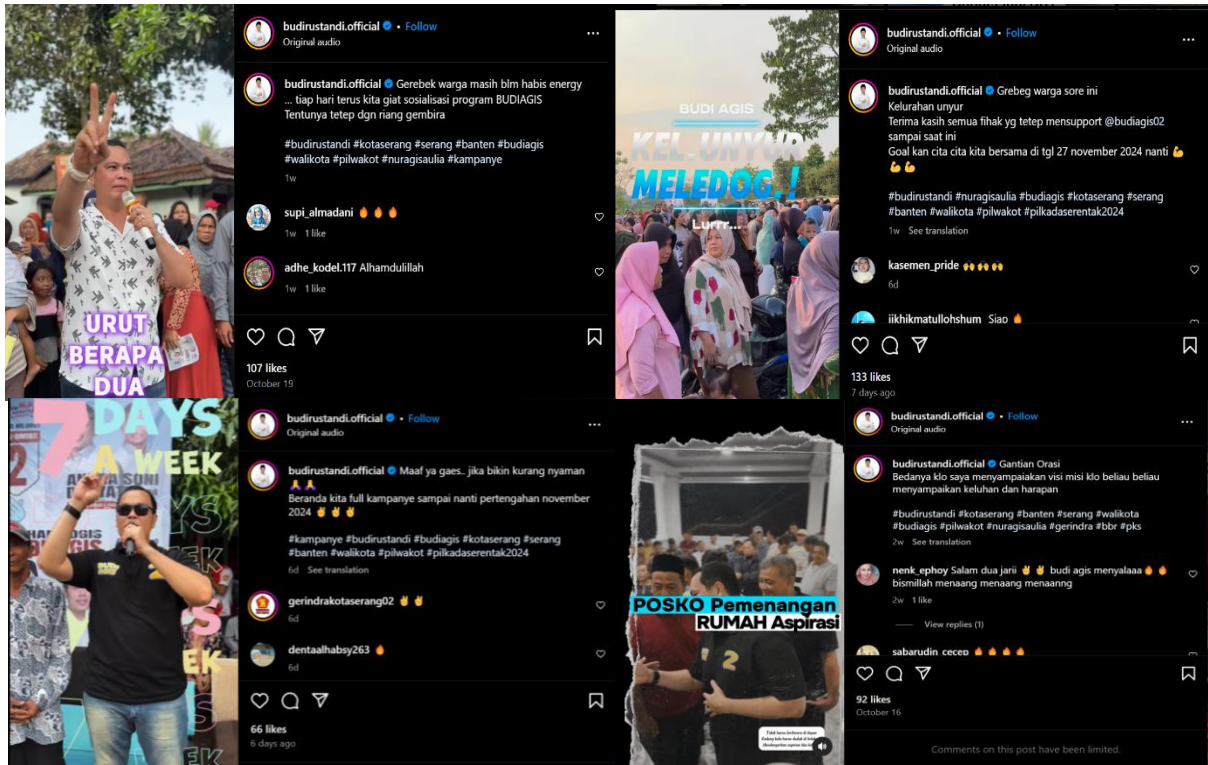 budirustandi.official • Follow
Original audio
budirustandi.official Gerebek warga masih blm habis energy
... tiap hari terus kita giat sosialisasi program BUDIAGIS
Tentunya tetep dgn riang gembira
#budirustandi #kotaserang #serang #banten #budiagis
#walikota #pilwakot #nuragisaulia #kampanye
1w
supi_almadani 🔥 🔥 🔥
1w 1 like
adhe_kodel.117 Alhamdulillah
1w 1 like
107 likes
October 19
URUT
BERAPA
DUA
BUDI AGIS
KEL. UNYUR
MELEDOG.!
Lurrr...
budirustandi.official • Follow
Original audio
budirustandi.official Grebeg warga sore ini
Kelurahan unyur
Terima kasih semua fihak yg tetep mensupport @budiagis02
sampai saat ini
Goal kan cita cita kita bersama di tgl 27 november 2024 nanti 💪
💪 💪
#budirustandi #nuragisaulia #budiagis #kotaserang #serang
#banten #walikota #pilwakot #pilkadaserentak2024
1w See translation
kasemen_pride 🙌🙌🙌
6d
iikhikmatullohshum Siap 🔥
133 likes
7 days ago
7 DAYS
A WEEK
2
budirustandi.official • Follow
Original audio
budirustandi.official Maaf ya gaes.. jika bikin kurang nyaman
🙏🙏
Beranda kita full kampanye sampai nanti pertengahan november
2024 ✌️ ✌️ ✌️
#kampanye #budirustandi #budiagis #kotaserang #serang
#banten #walikota #pilwakot #pilkadaserentak2024
6d See translation
gerindrakotaserang02 ✌️ ✌️
6d
dentaalhabsy263 🔥
6d
66 likes
6 days ago
POSKO Pemenangan
RUMAH Aspirasi
2
budirustandi.official • Follow
Original audio
budirustandi.official Gantian Orasi
Bedanya klo saya menyampaiakan visi misi klo beliau beliau
menyampaikan keluhan dan harapan
#budirustandi #kotaserang #banten #serang #walikota
#budiagis #pilwakot #nuragisaulia #gerindra #bbr #pks
2w See translation
nenk_ephoy Salam dua jarii ✌️ ✌️ budi agis menyalaaa🔥 🔥
bismillah menaang menaang menaanng
2w 1 like
View replies (1)
sabarudin_cecep 🔥 🔥 🔥 🔥
92 likes
October 16
Comments on this post have been limited.